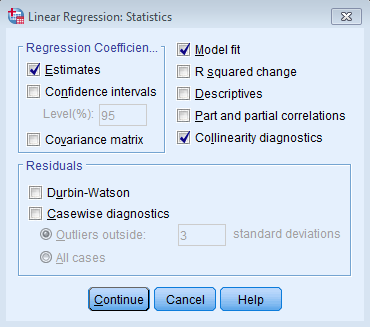 Linear Regression: Statistics
Regression Coefficien...
Estimates
Confidence intervals
Level(%): 95
Covariance matrix
Model fit
R squared change
Descriptives
Part and partial correlations
Collinearity diagnostics
Residuals
Durbin-Watson
Casewise diagnostics
Outliers outside: 3 standard deviations
All cases
Continue Cancel Help